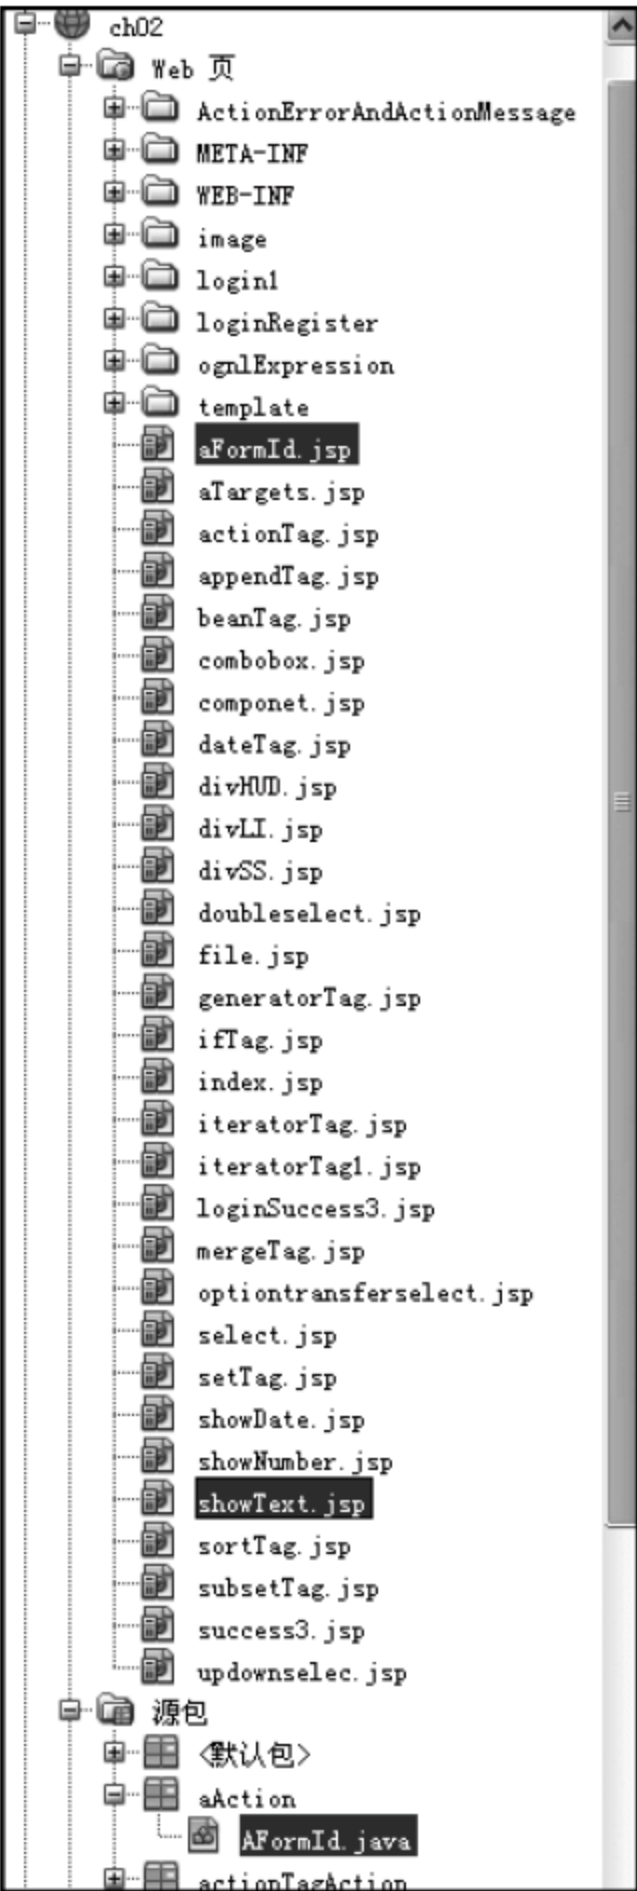 ch02
Web 页
ActionErrorAndActionMessage
META-INF
WEB-INF
image
login1
loginRegister
ognlExpression
template
aFormId.jsp
aTargets.jsp
actionTag.jsp
appendTag.jsp
beanTag.jsp
combobox.jsp
componet.jsp
dateTag.jsp
divHUD.jsp
divLI.jsp
divSS.jsp
doubleselect.jsp
file.jsp
generatorTag.jsp
ifTag.jsp
index.jsp
iteratorTag.jsp
iteratorTag1.jsp
loginSuccess3.jsp
mergeTag.jsp
optiontransferselect.jsp
select.jsp
setTag.jsp
showDate.jsp
showNumber.jsp
showText.jsp
sortTag.jsp
subsetTag.jsp
success3.jsp
updownselec.jsp
源包
<默认包>
aAction
AFormId.java
actionTagAction